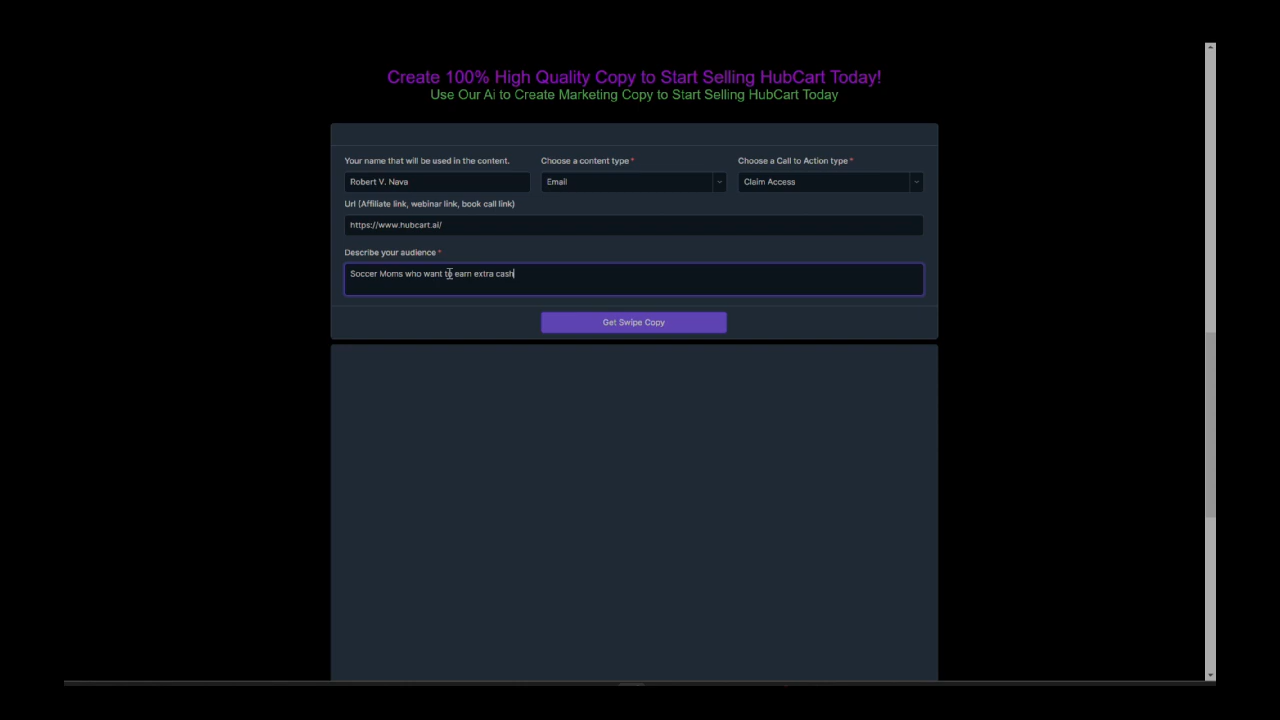 Create 100% High Quality Copy to Start Selling HubCart Today!
Use Our Ai to Create Marketing Copy to Start Selling HubCart Today
Your name that will be used in the content. Choose a content type * Choose a Call to Action type *
Robert V. Nava Email Claim Access
Url (Affiliate link, webinar link, book call link)
https://www.hubcart.ai/
Describe your audience *
Soccer Moms who want to earn extra cash
Get Swipe Copy